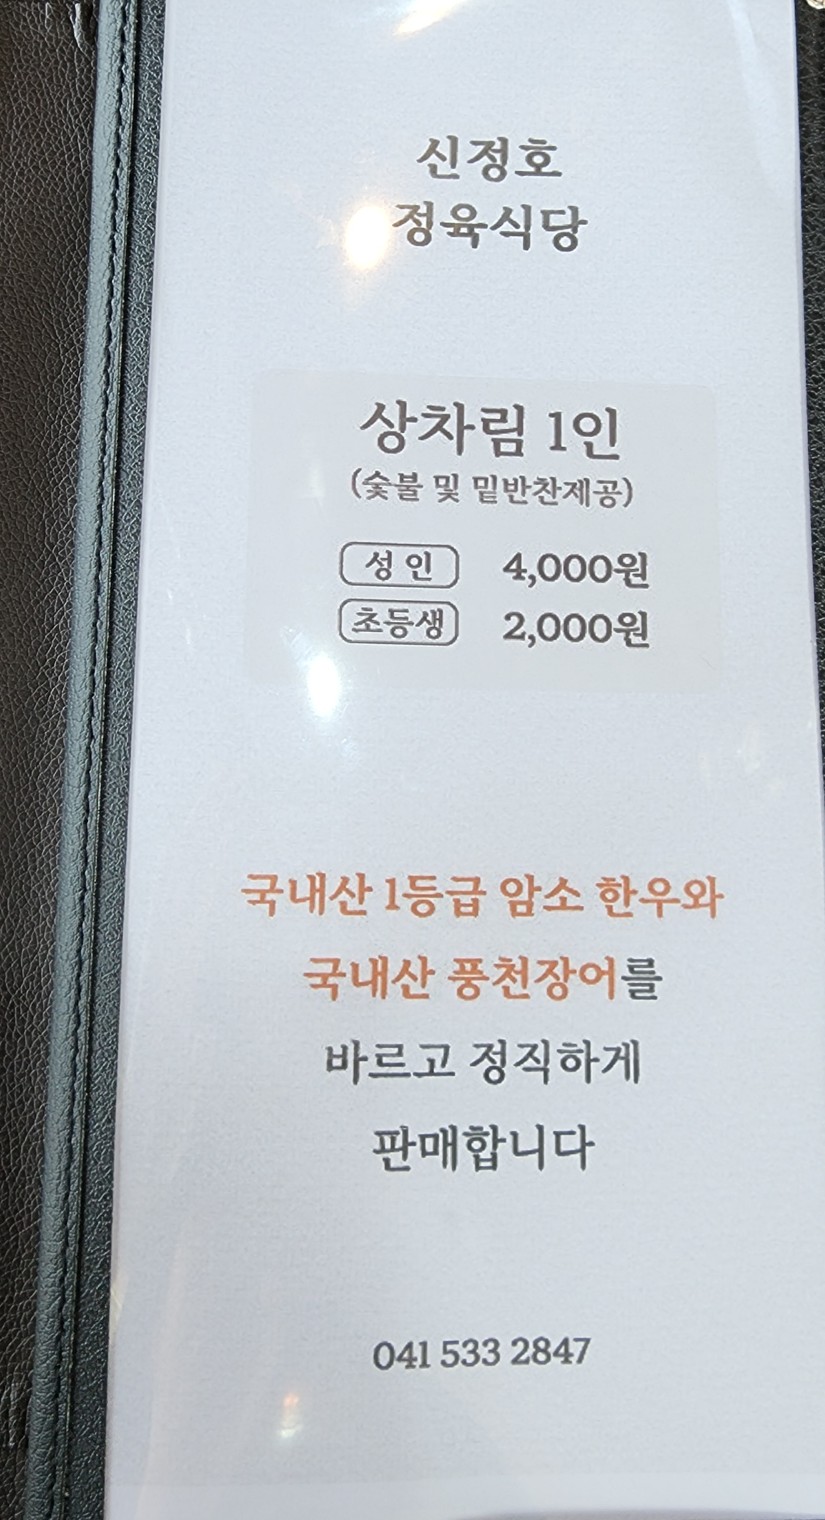 신정호
정육식당
상차림 1인
(숯불 및 밑반찬제공)
성인 4,000원
초등생 2,000원
국내산 1등급 암소 한우와
국내산 풍천장어를
바르고 정직하게
판매합니다
041 533 2847